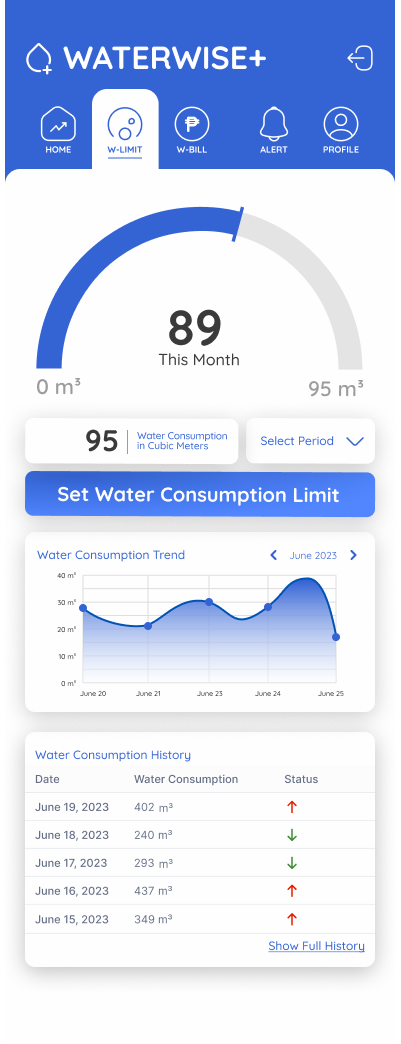 WATERWISE+
HOME W-LIMIT W-BILL ALERT PROFILE
89
This Month
0 m³ 95 m³
95 Water Consumption in Cubic Meters Select Period
Set Water Consumption Limit
Water Consumption Trend June 2023
40 m³
30 m³
20 m³
10 m³
0 m³
June 20 June 21 June 23 June 24 June 25
Water Consumption History
Date Water Consumption Status
June 19, 2023 402 m³ ↑
June 18, 2023 240 m³ ↓
June 17, 2023 293 m³ ↓
June 16, 2023 437 m³ ↑
June 15, 2023 349 m³ ↑
Show Full History